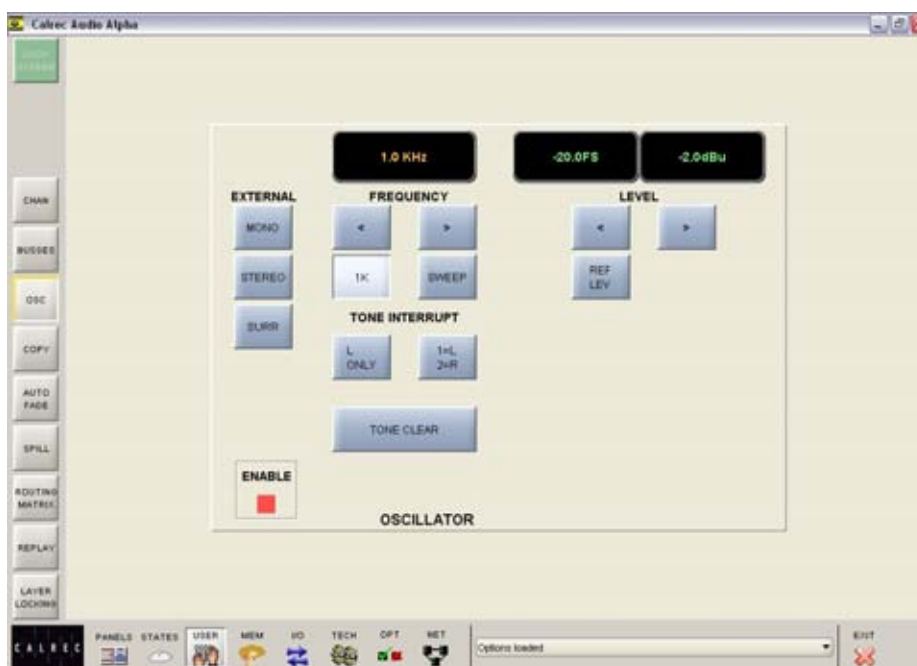 Calrec Audio Alpha
1.0 KHz
-20.0FS
-2.0dBu
EXTERNAL
FREQUENCY
LEVEL
MONO
<
>
<
>
STEREO
1K
SWEEP
REF
LEV
SURR
TONE INTERRUPT
L
ONLY
1=L
2=R
TONE CLEAR
ENABLE
OSCILLATOR
CHAN
BUSSES
OSC
COPY
AUTO
FADE
SPILL
ROUTING
MATRIX
REPLAY
LAYER
LOCKING
CALREC
PANELS
STATES
USER
MEM
I/O
TECH
OPT
NET
Options loaded
EXIT